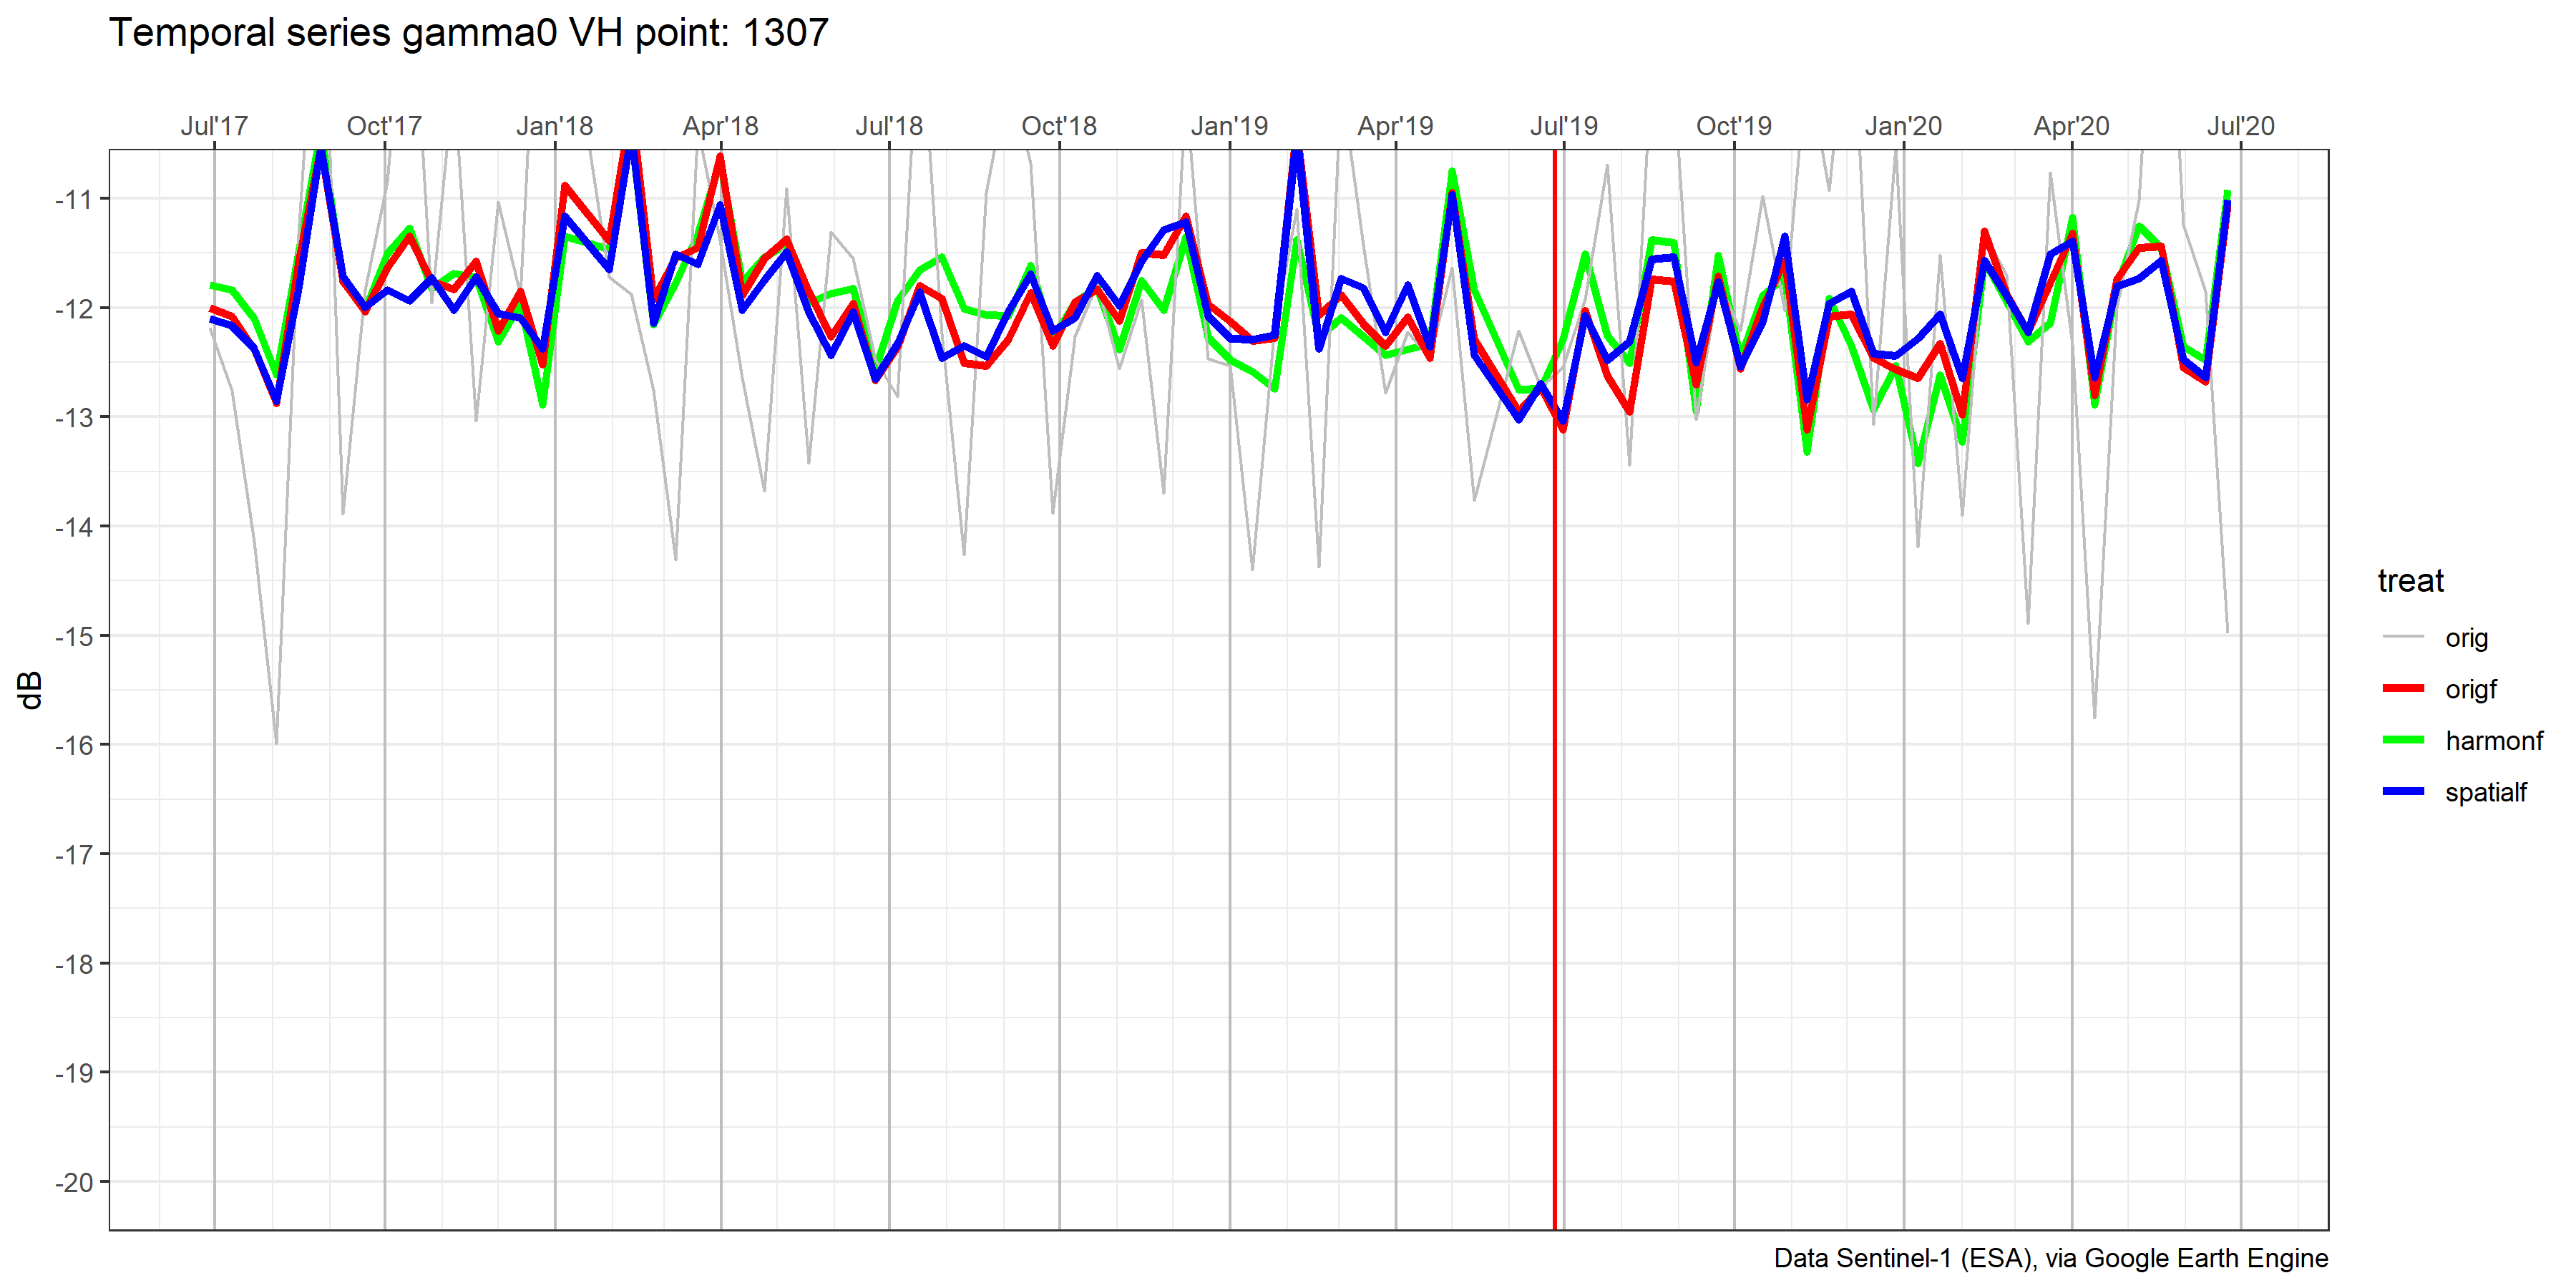 Temporal series gamma0 VH point: 1307
Jul'17 Oct'17 Jan'18 Apr'18 Jul'18 Oct'18 Jan'19 Apr'19 Jul'19 Oct'19 Jan'20 Apr'20 Jul'20
-11
-12
-13
-14
-15
-16
-17
-18
-19
-20
dB
treat
orig
origf
harmonf
spatialf
Data Sentinel-1 (ESA), via Google Earth Engine